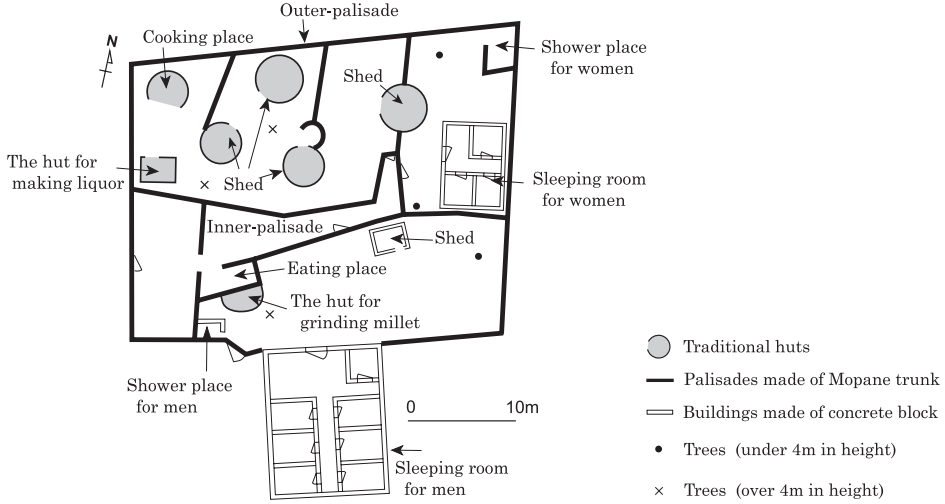 Outer-palisade
N
Cooking place
Shower place
for women
Shed
The hut for
making liquor
Shed
Sleeping room
for women
Inner-palisade
Shed
Eating place
The hut for
grinding millet
Shower place
for men
Sleeping room
for men
0 10m
Traditional huts
Palisades made of Mopane trunk
Buildings made of concrete block
Trees (under 4m in height)
Trees (over 4m in height)